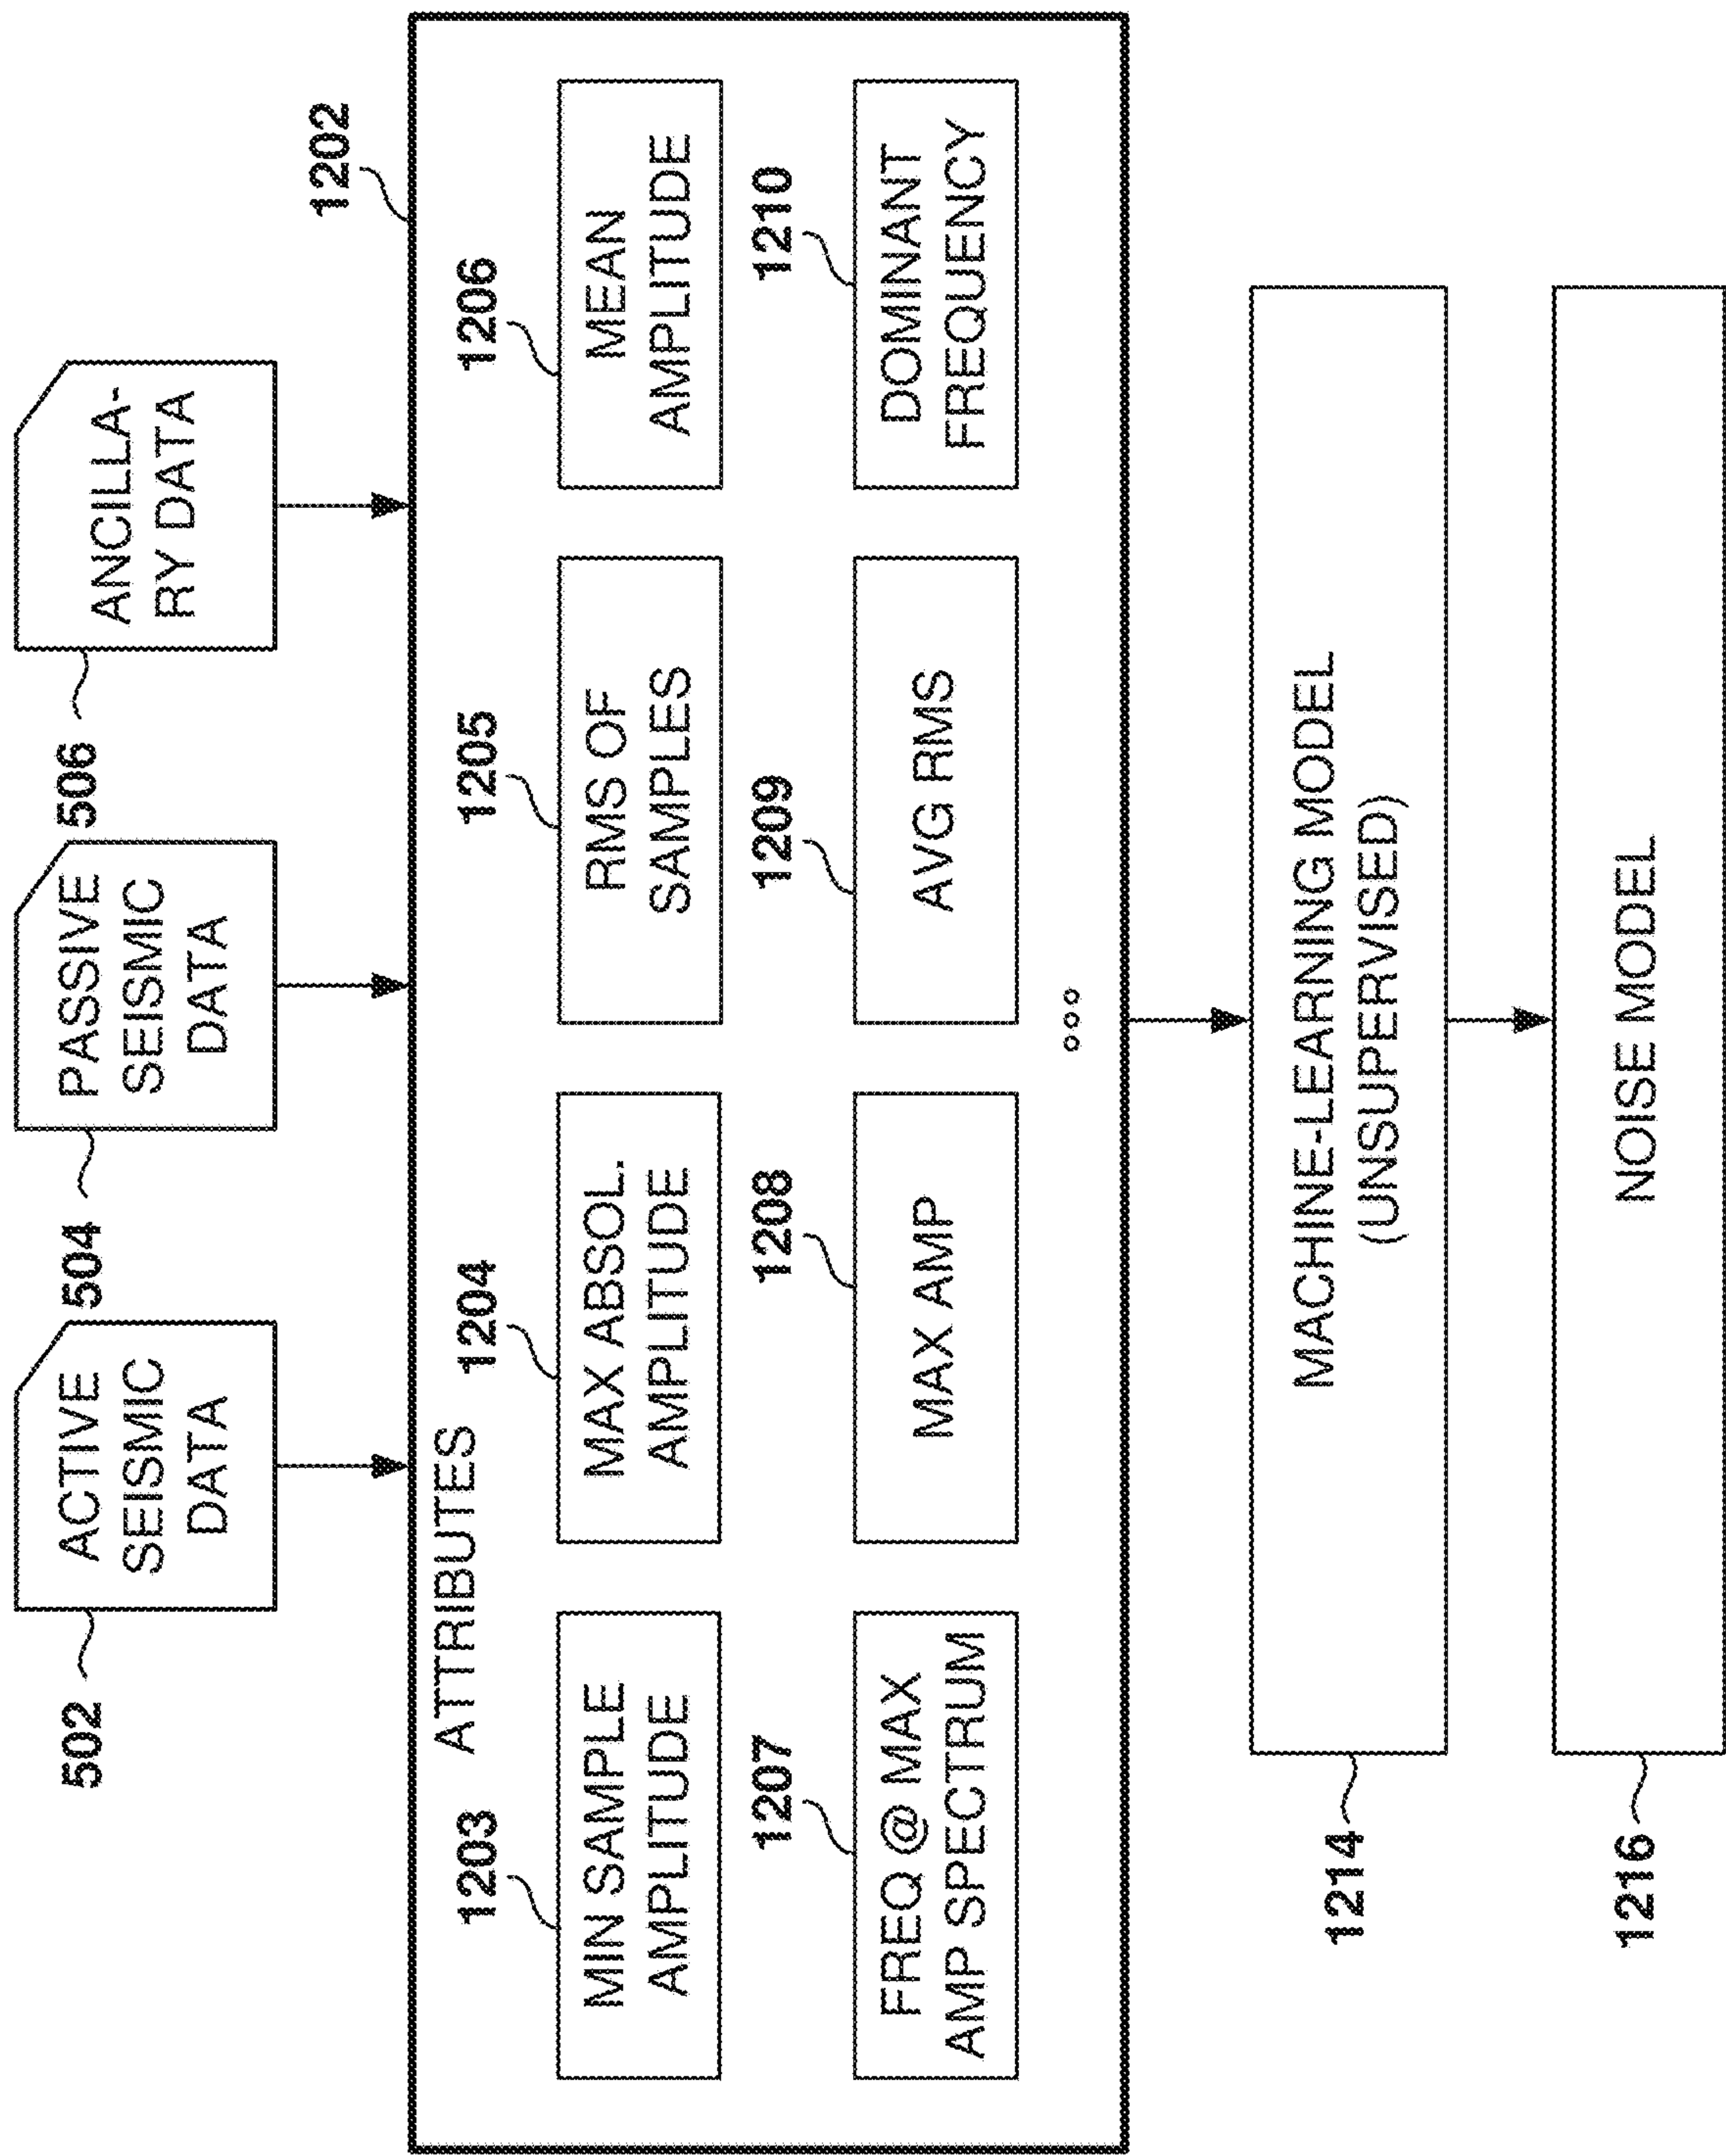 502
ACTIVE
SEISMIC
DATA
504
PASSIVE
SEISMIC
DATA
506
ANCILLA-
RY DATA
1202
ATTRIBUTES
1203
MIN SAMPLE
AMPLITUDE
1204
MAX ABSOL.
AMPLITUDE
1205
RMS OF
SAMPLES
1206
MEAN
AMPLITUDE
1207
FREQ @ MAX
AMP SPECTRUM
1208
MAX AMP
1209
AVG RMS
1210
DOMINANT
FREQUENCY
1214
MACHINE-LEARNING MODEL
(UNSUPERVISED)
1216
NOISE MODEL